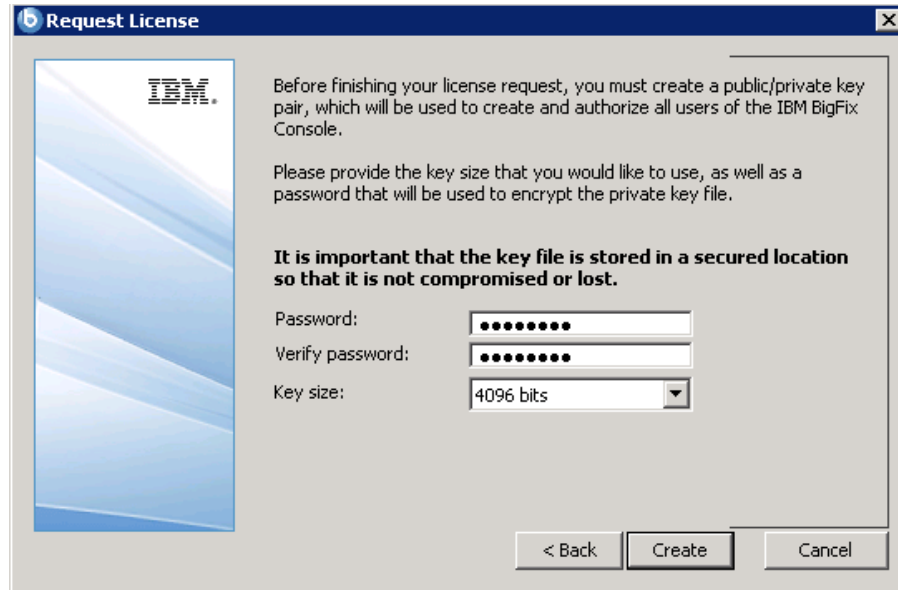 Request License
IBM.
Before finishing your license request, you must create a public/private key
pair, which will be used to create and authorize all users of the IBM BigFix
Console.
Please provide the key size that you would like to use, as well as a
password that will be used to encrypt the private key file.
It is important that the key file is stored in a secured location
so that it is not compromised or lost.
Password:
Verify password:
Key size:
4096 bits
< Back
Create
Cancel